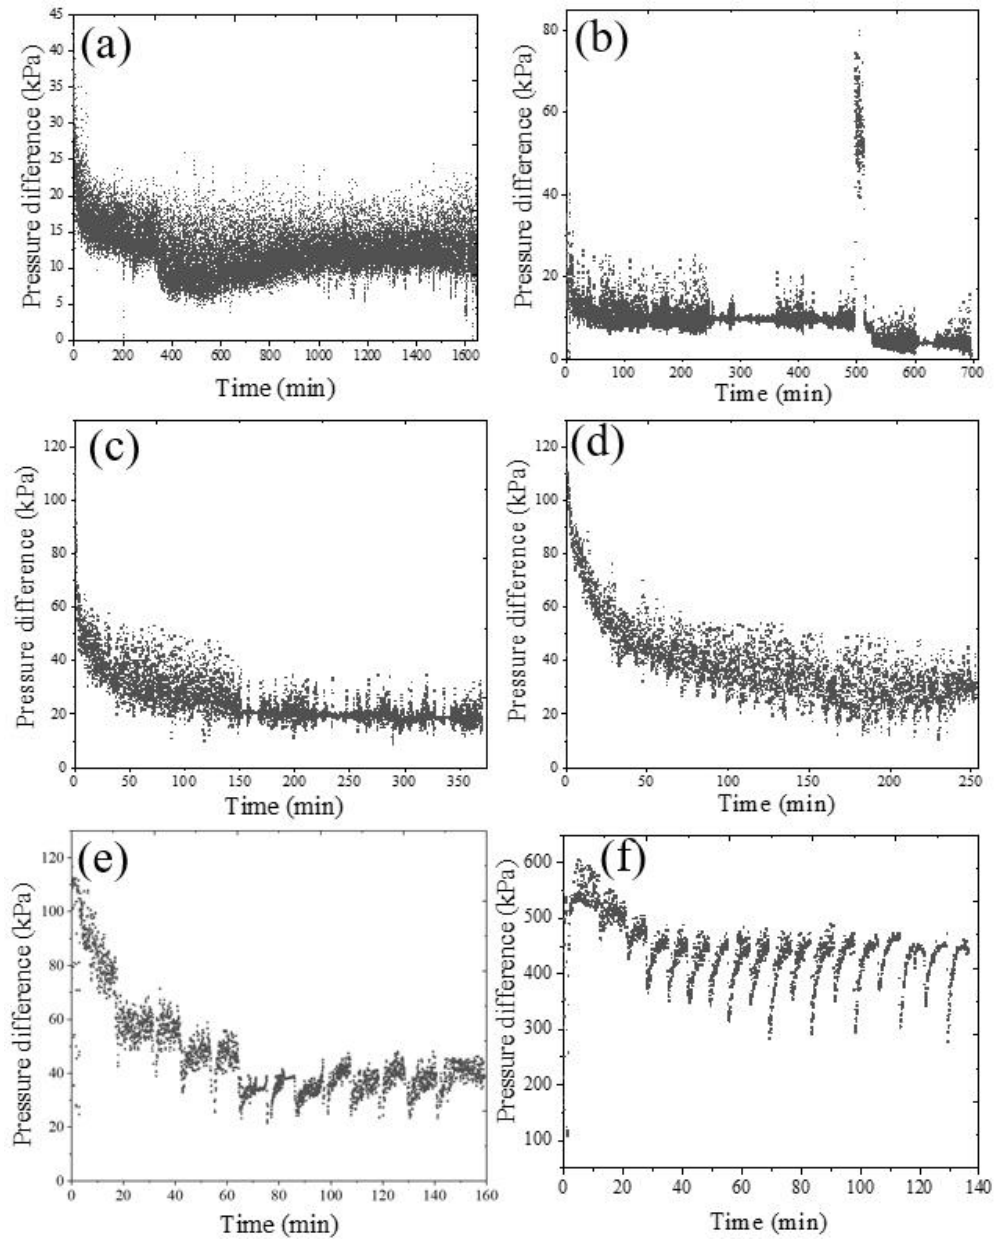 (a)
Pressure difference (kPa)
45
40
35
30
25
20
15
10
5
0
0 200 400 600 800 1000 1200 1400 1600
Time (min)
(b)
Pressure difference (kPa)
80
60
40
20
0
0 100 200 300 400 500 600 700
Time (min)
(c)
Pressure difference (kPa)
120
100
80
60
40
20
0
0 50 100 150 200 250 300 350
Time (min)
(d)
Pressure difference (kPa)
120
100
80
60
40
20
0
0 50 100 150 200 250
Time (min)
(e)
Pressure difference (kPa)
120
100
80
60
40
20
0
0 20 40 60 80 100 120 140 160
Time (min)
(f)
Pressure difference (kPa)
600
500
400
300
200
100
0 20 40 60 80 100 120 140
Time (min)